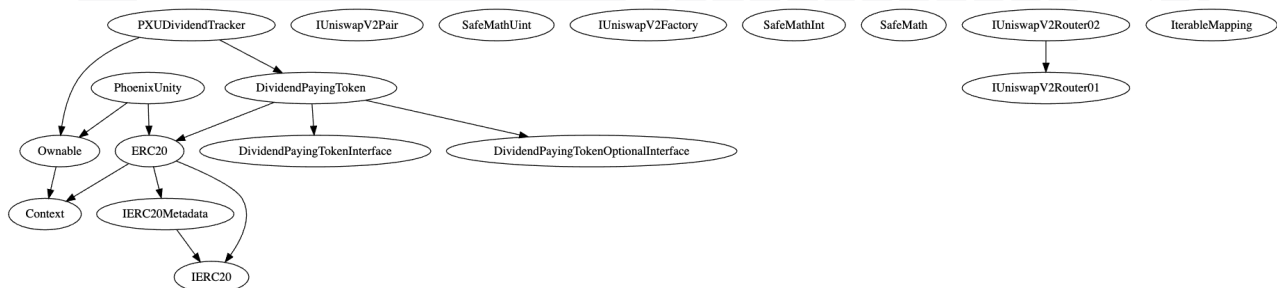 PXUDividendTracker
IUniswapV2Pair
SafeMathUint
IUniswapV2Factory
SafeMathInt
SafeMath
IUniswapV2Router02
IterableMapping
PhoenixUnity
DividendPayingToken
IUniswapV2Router01
Ownable
ERC20
DividendPayingTokenInterface
DividendPayingTokenOptionalInterface
Context
IERC20Metadata
IERC20